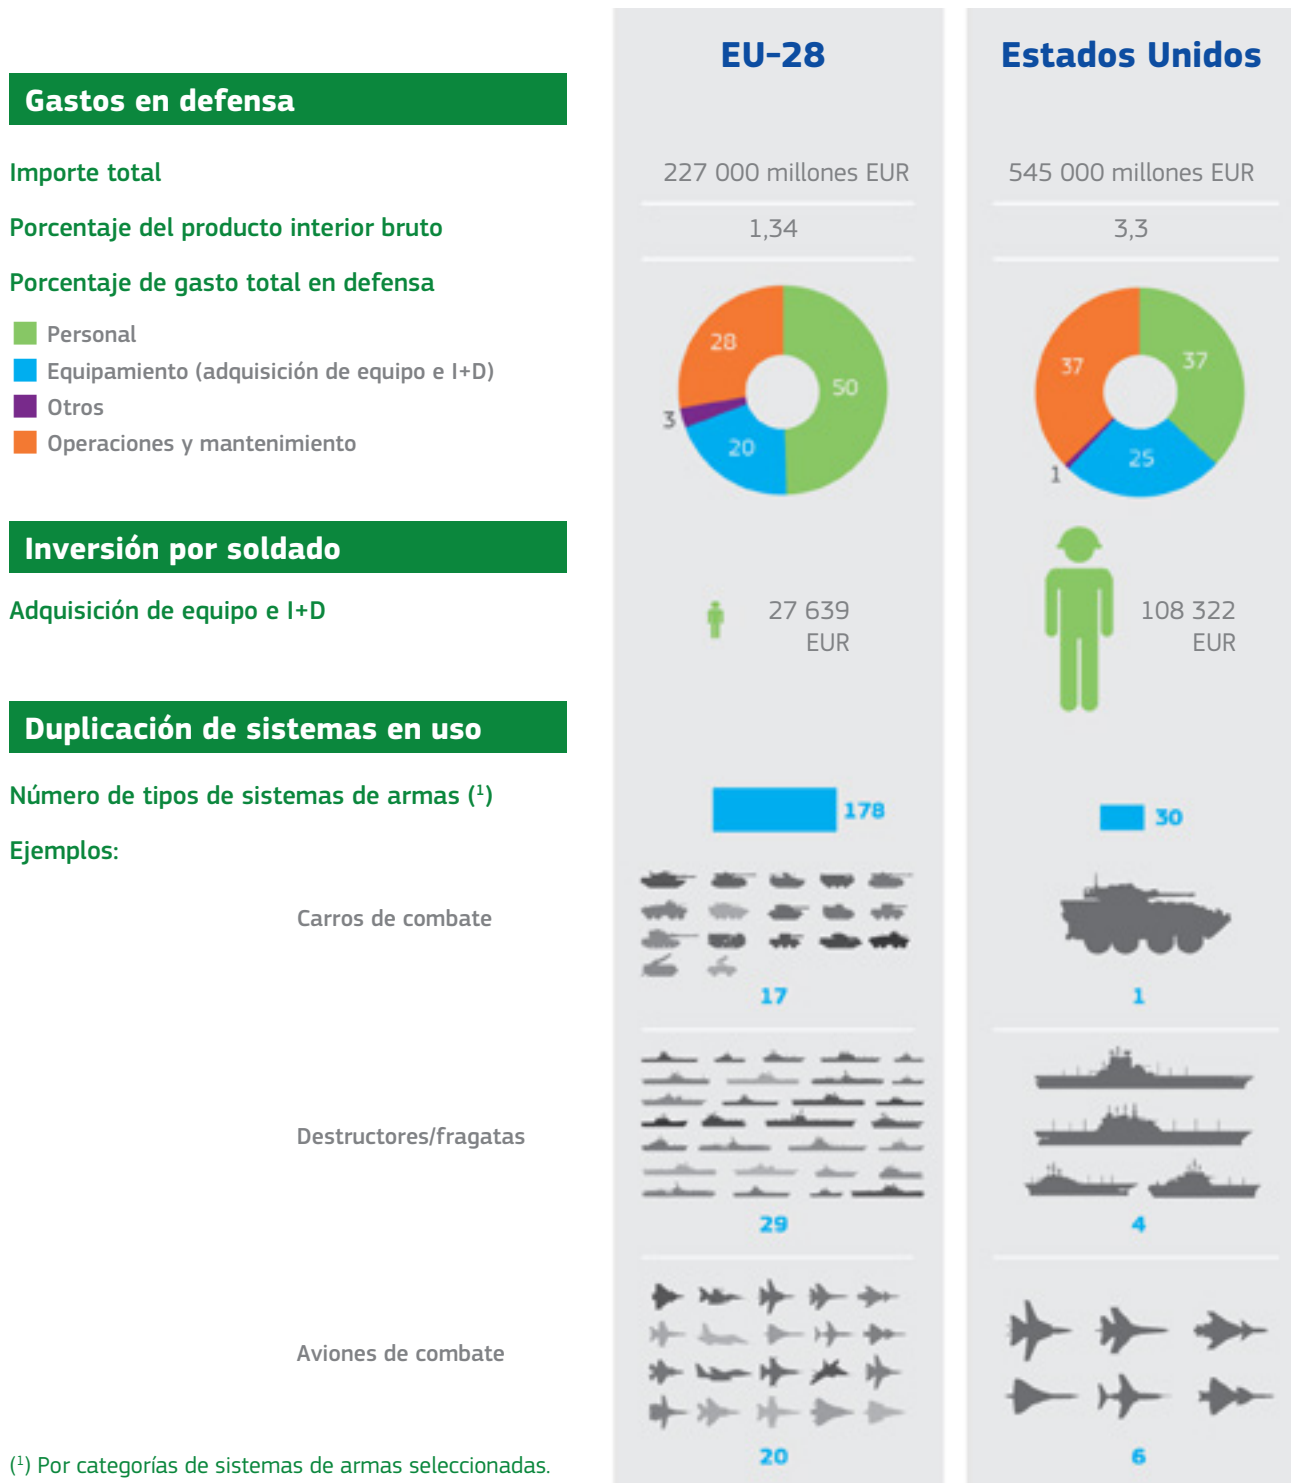 EU-28
Estados Unidos
Gastos en defensa
Importe total
227 000 millones EUR
545 000 millones EUR
Porcentaje del producto interior bruto
1,34
3,3
Porcentaje de gasto total en defensa
Personal
Equipamiento (adquisición de equipo e I+D)
Otros
Operaciones y mantenimiento
28
50
3
20
37
37
1
25
Inversión por soldado
Adquisición de equipo e I+D
27 639
EUR
108 322
EUR
Duplicación de sistemas en uso
Número de tipos de sistemas de armas (¹)
178
30
Ejemplos:
Carros de combate
17
1
Destructores/fragatas
29
4
Aviones de combate
20
6
(¹) Por categorías de sistemas de armas seleccionadas.